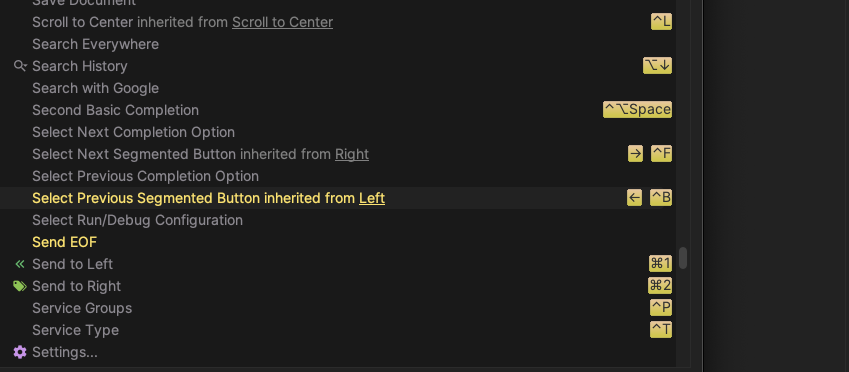 Save Document
Scroll to Center inherited from Scroll to Center ^L
Search Everywhere
Search History ⌥↓
Search with Google
Second Basic Completion ^⌥Space
Select Next Completion Option
Select Next Segmented Button inherited from Right → ^F
Select Previous Completion Option
Select Previous Segmented Button inherited from Left ← ^B
Select Run/Debug Configuration
Send EOF
Send to Left ⌘1
Send to Right ⌘2
Service Groups ^P
Service Type ^T
Settings...